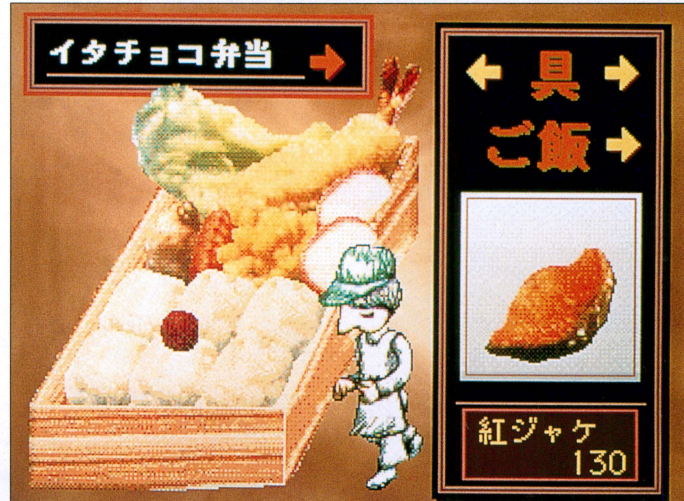 イタチョコ弁当 →
← 具 →
ご飯 →
紅ジャケ
130